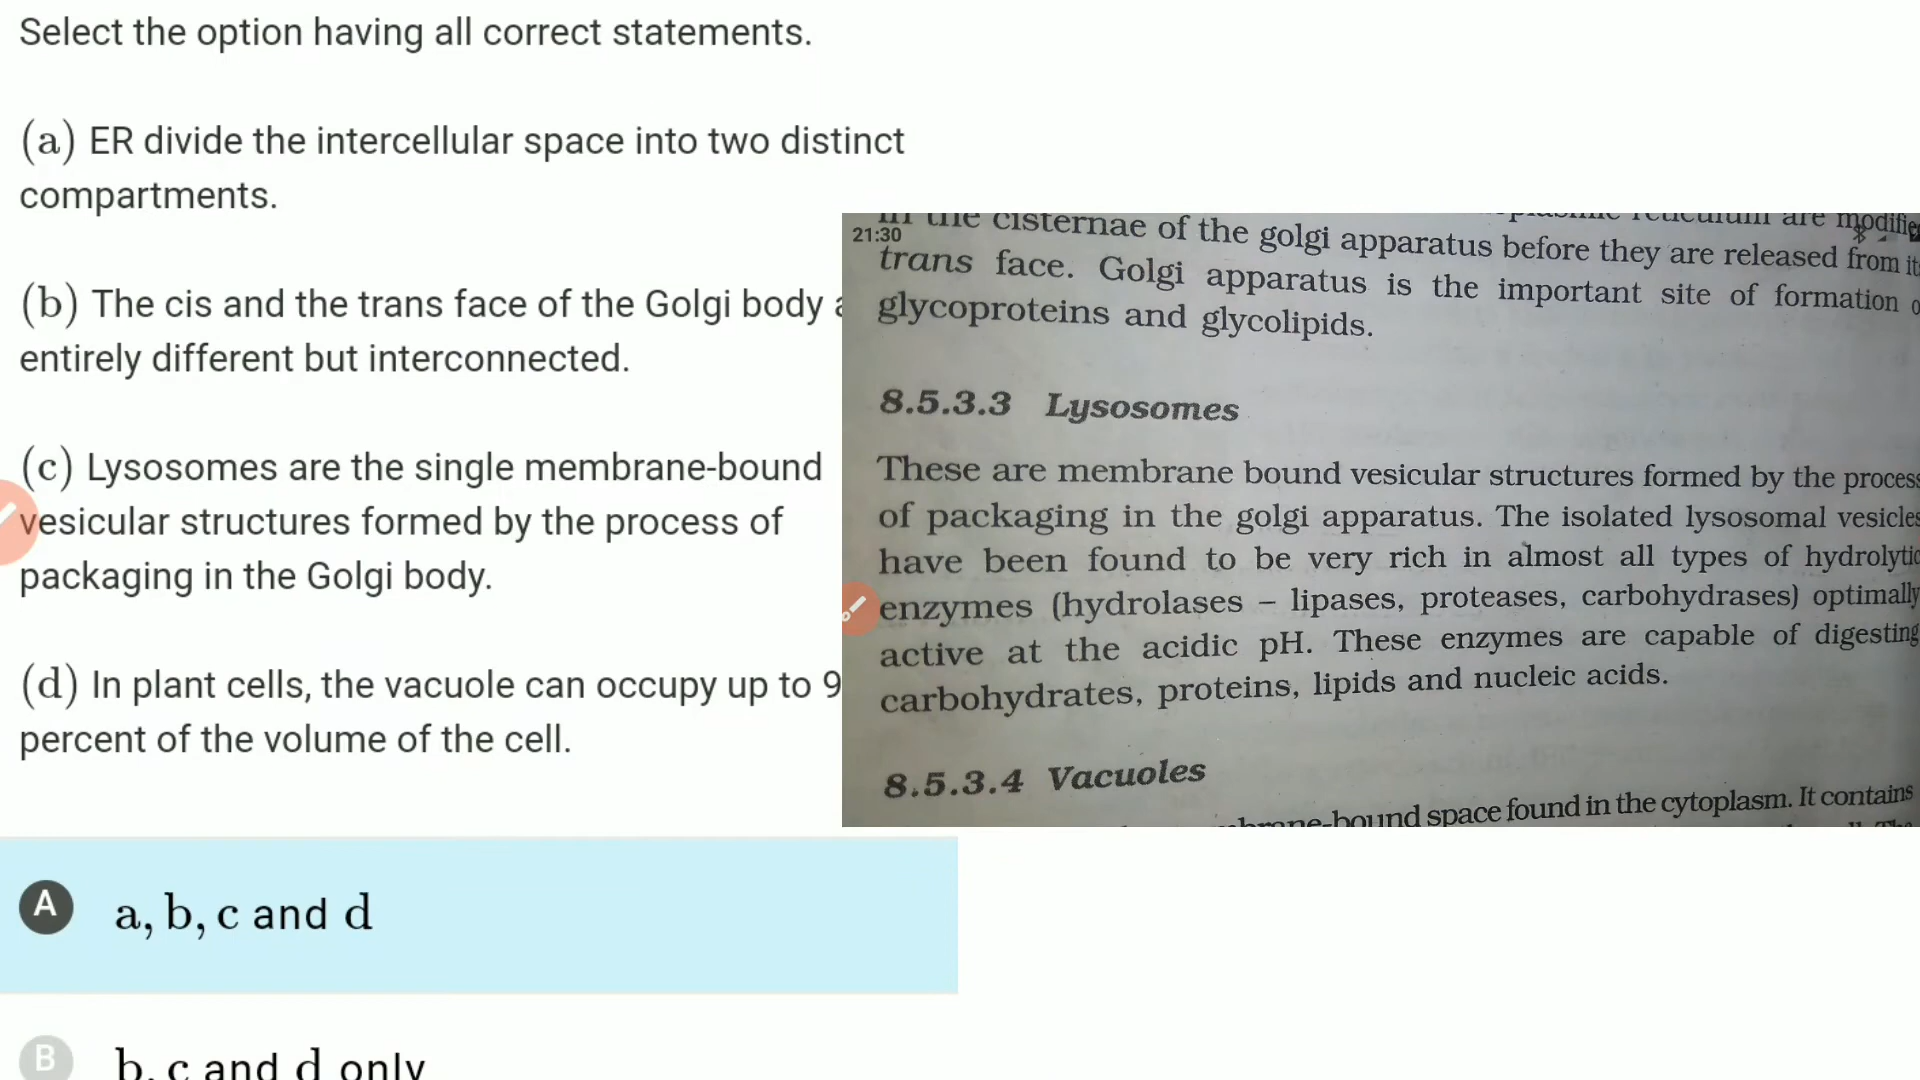 Select the option having all correct statements.
(a) ER divide the intercellular space into two distinct
compartments.
(b) The cis and the trans face of the Golgi body
entirely different but interconnected.
(c) Lysosomes are the single membrane-bound
vesicular structures formed by the process of
packaging in the Golgi body.
(d) In plant cells, the vacuole can occupy up to 9
percent of the volume of the cell.
A a, b, c and d
B b, c and d only
21:30
in the cisternae of the golgi apparatus before they are released from
trans face. Golgi apparatus is the important site of formation
glycoproteins and glycolipids.
8.5.3.3 Lysosomes
These are membrane bound vesicular structures formed by the process
of packaging in the golgi apparatus. The isolated lysosomal vesicles
have been found to be very rich in almost all types of hydrolytic
enzymes (hydrolases – lipases, proteases, carbohydrases) optimally
active at the acidic pH. These enzymes are capable of digesting
carbohydrates, proteins, lipids and nucleic acids.
8.5.3.4 Vacuoles
space found in the cytoplasm. It contains